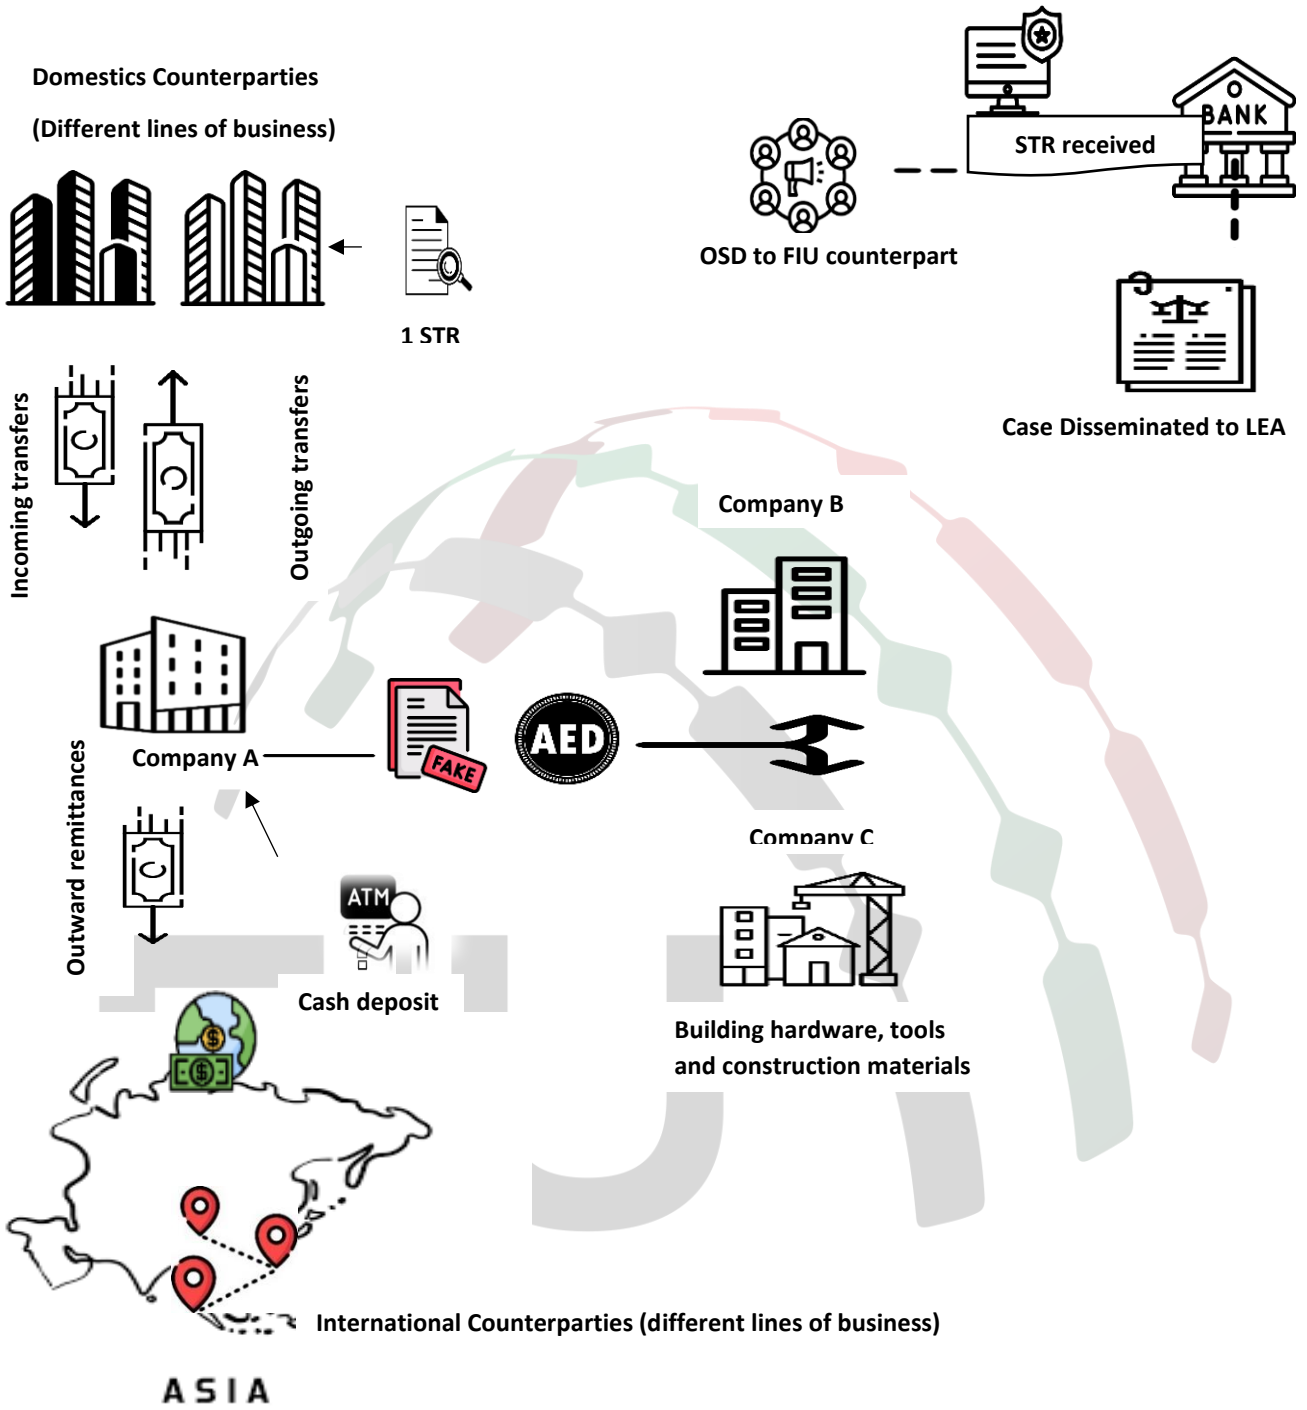 Domestics Counterparties
(Different lines of business)
1 STR
BANK
STR received
OSD to FIU counterpart
Case Disseminated to LEA
Incoming transfers
Outgoing transfers
Company B
Company A
FAKE
AED
Company C
Outward remittances
ATM
Cash deposit
Building hardware, tools
and construction materials
International Counterparties (different lines of business)
ASIA